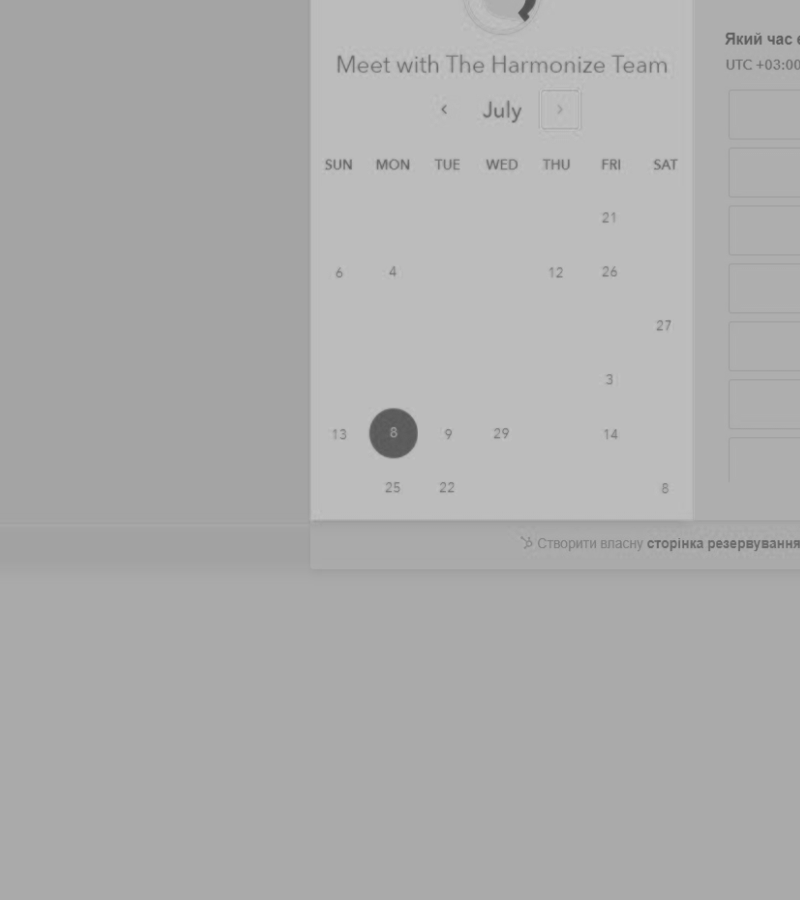 Який час
UTC +03:00
Meet with The Harmonize Team
July
SUN MON TUE WED THU FRI SAT
21
6 4 12 26
27
3
13 8 9 29 14
25 22 8
Створити власну сторінка резервування